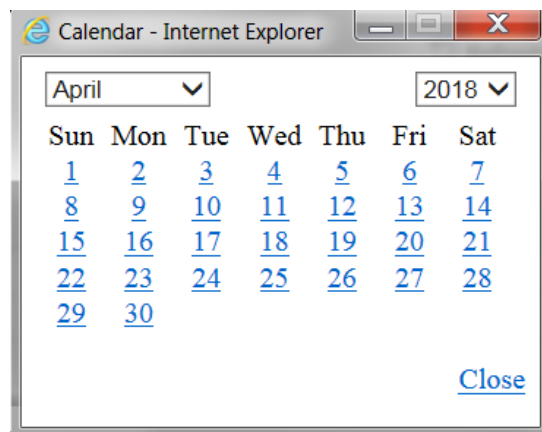 Calendar - Internet Explorer
April 2018
Sun Mon Tue Wed Thu Fri Sat
1 2 3 4 5 6 7
8 9 10 11 12 13 14
15 16 17 18 19 20 21
22 23 24 25 26 27 28
29 30
Close